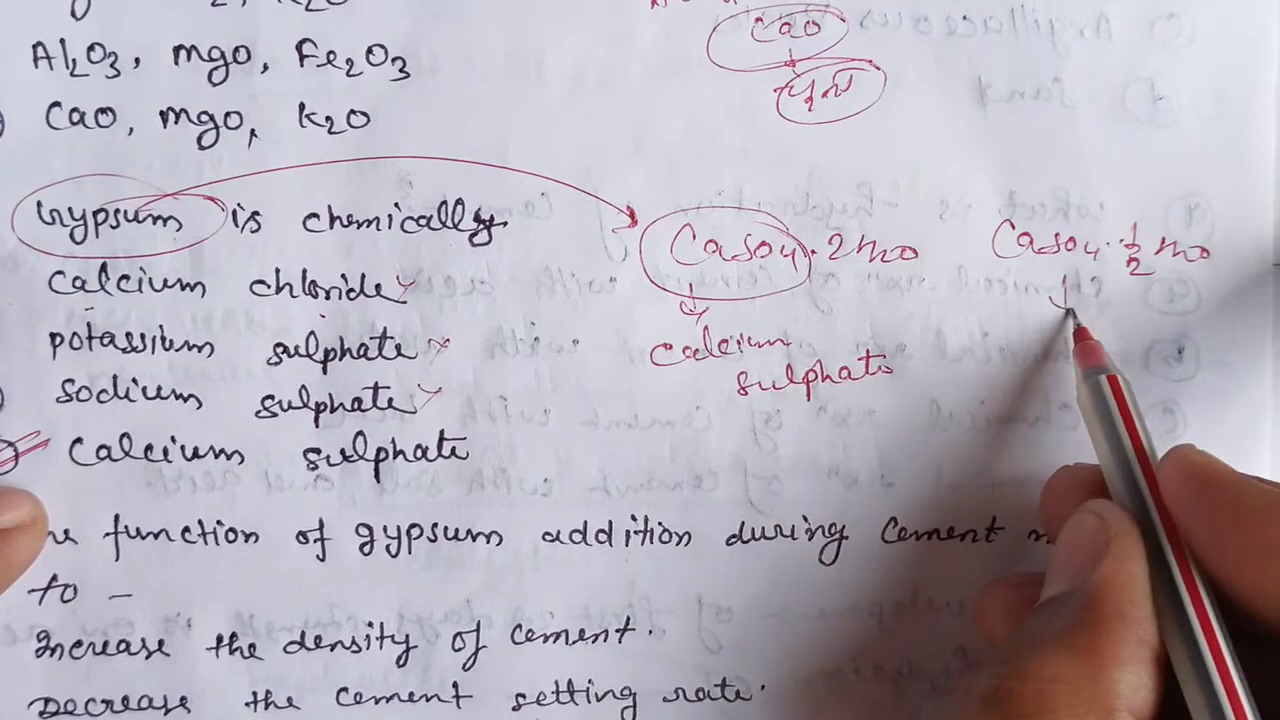 Al2O3, mgo, Fe2O3
Cao, mgo, K2O
Cao
चूना
Gypsum is chemically
calcium chloride
potassium sulphate
sodium sulphate
calcium sulphate
CaSO4.2H2O
calcium
sulphate
CaSO4.1/2H2O
function of gypsum addition during cement
to -
Increase the density of cement.
Decrease the cement setting rate.